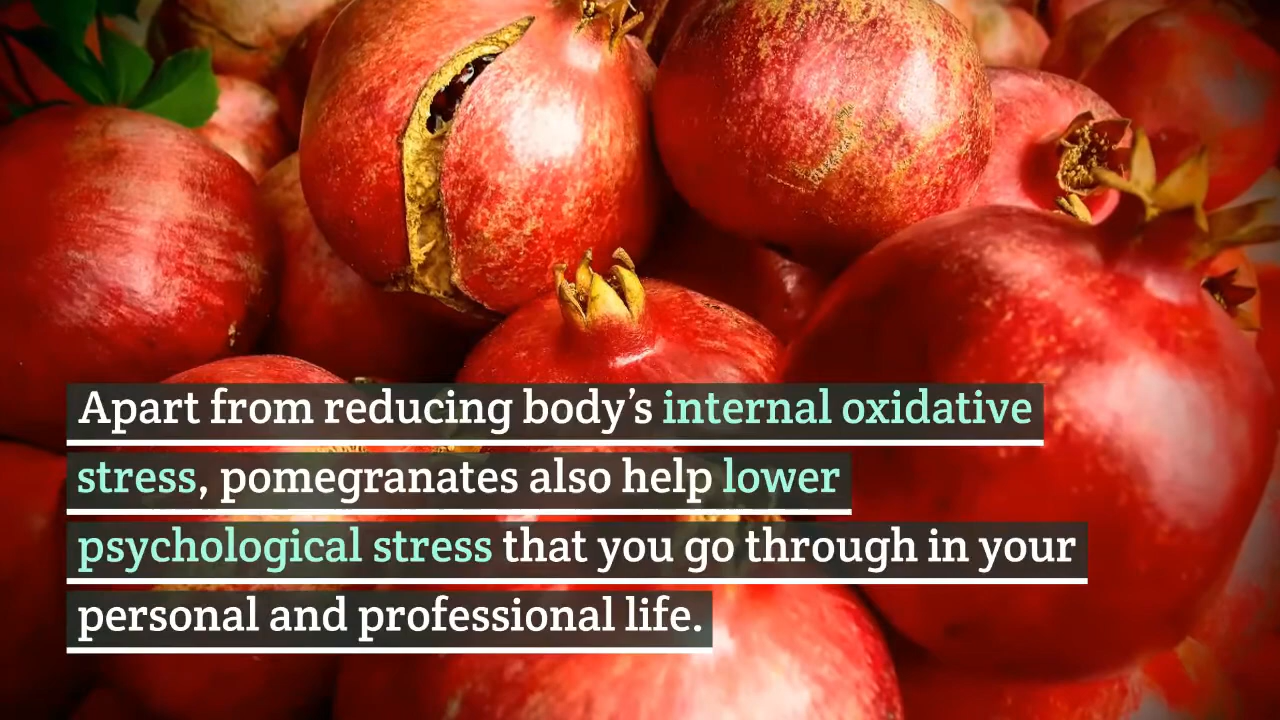 Apart from reducing body’s internal oxidative
stress, pomegranates also help lower
psychological stress that you go through in your
personal and professional life.